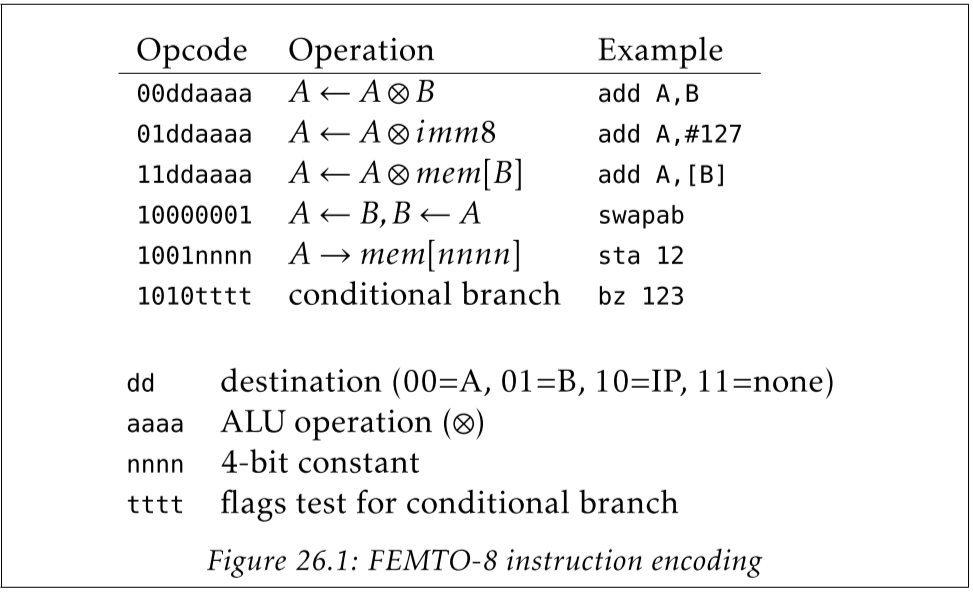 Opcode Operation Example
00ddaaaa A ← A ⊗ B add A,B
01ddaaaa A ← A ⊗ imm8 add A,#127
11ddaaaa A ← A ⊗ mem[B] add A,[B]
10000001 A ← B, B ← A swapab
1001nnnn A → mem[nnnn] sta 12
1010tttt conditional branch bz 123
dd destination (00=A, 01=B, 10=IP, 11=none)
aaaa ALU operation (⊗)
nnnn 4-bit constant
tttt flags test for conditional branch
Figure 26.1: FEMTO-8 instruction encoding